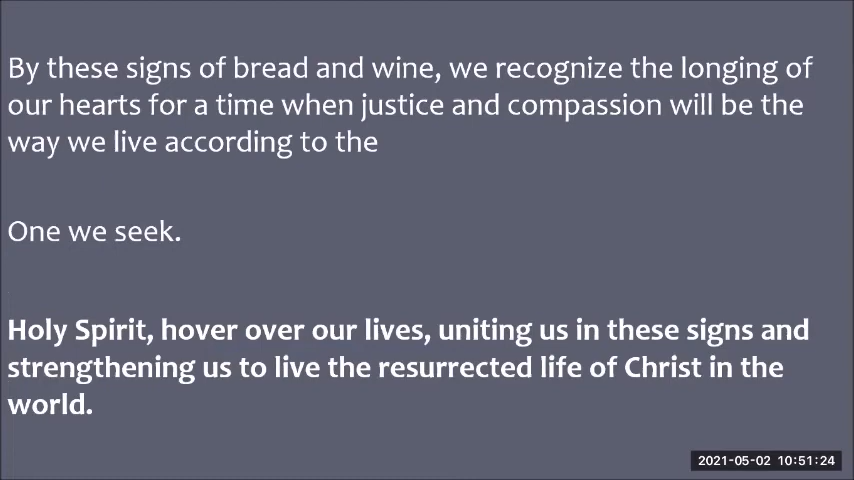 By these signs of bread and wine, we recognize the longing of
our hearts for a time when justice and compassion will be the
way we live according to the
One we seek.
Holy Spirit, hover over our lives, uniting us in these signs and
strengthening us to live the resurrected life of Christ in the
world.
2021-05-02 10:51:24